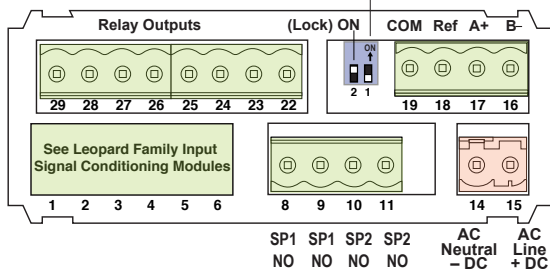 Relay Outputs (Lock) ON COM Ref A+ B–
ON
29 28 27 26 25 24 23 22 2 1 19 18 17 16
See Leopard Family Input
Signal Conditioning Modules
1 2 3 4 5 6 8 9 10 11 14 15
SP1 SP1 SP2 SP2 AC AC
NO NO NO NO Neutral Line
– DC + DC